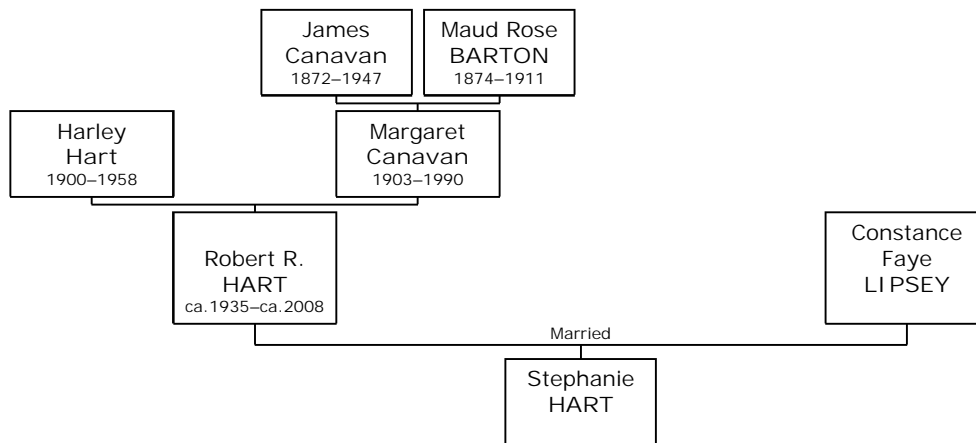 James
Canavan
1872–1947
Maud Rose
BARTON
1874–1911
Harley
Hart
1900–1958
Margaret
Canavan
1903–1990
Robert R.
HART
ca.1935–ca.2008
Constance
Faye
LIPSEY
Married
Stephanie
HART